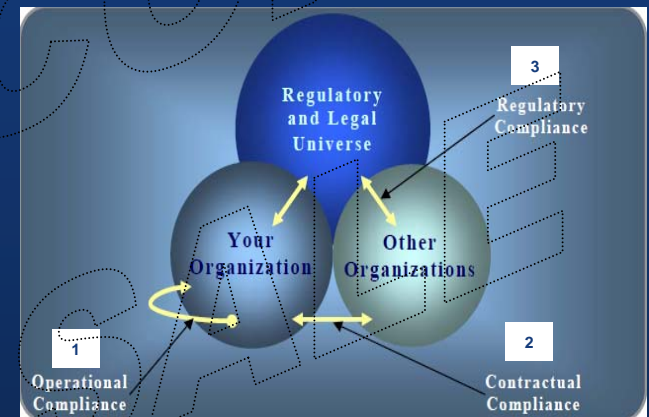 3
Regulatory
and Legal
Universe
Regulatory
Compliance
Your
Organization
Other
Organizations
1
2
Operational
Compliance
Contractual
Compliance